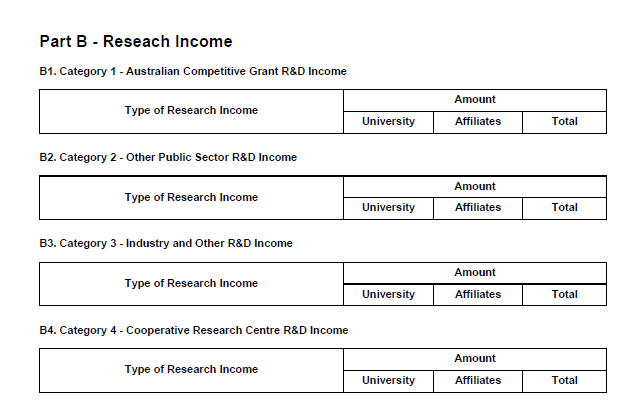 Part B - Reseach Income
B1. Category 1 - Australian Competitive Grant R&D Income
Type of Research Income
Amount
University Affiliates Total
B2. Category 2 - Other Public Sector R&D Income
Type of Research Income
Amount
University Affiliates Total
B3. Category 3 - Industry and Other R&D Income
Type of Research Income
Amount
University Affiliates Total
B4. Category 4 - Cooperative Research Centre R&D Income
Type of Research Income
Amount
University Affiliates Total